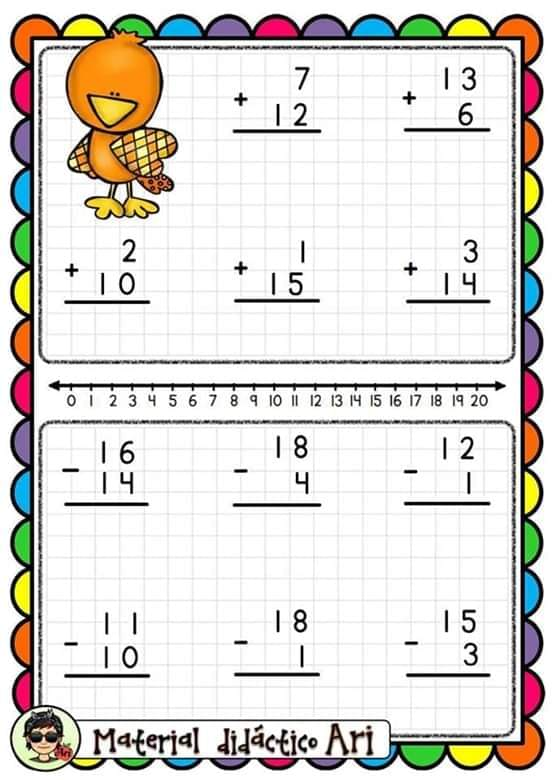 7 13
+ 12 + 6
2 1 3
+ 10 + 15 + 14
0 1 2 3 4 5 6 7 8 9 10 11 12 13 14 15 16 17 18 19 20
16 18 12
- 14 - 4 - 1
11 18 15
- 10 - 1 - 3
Ari
Material didáctico Ari